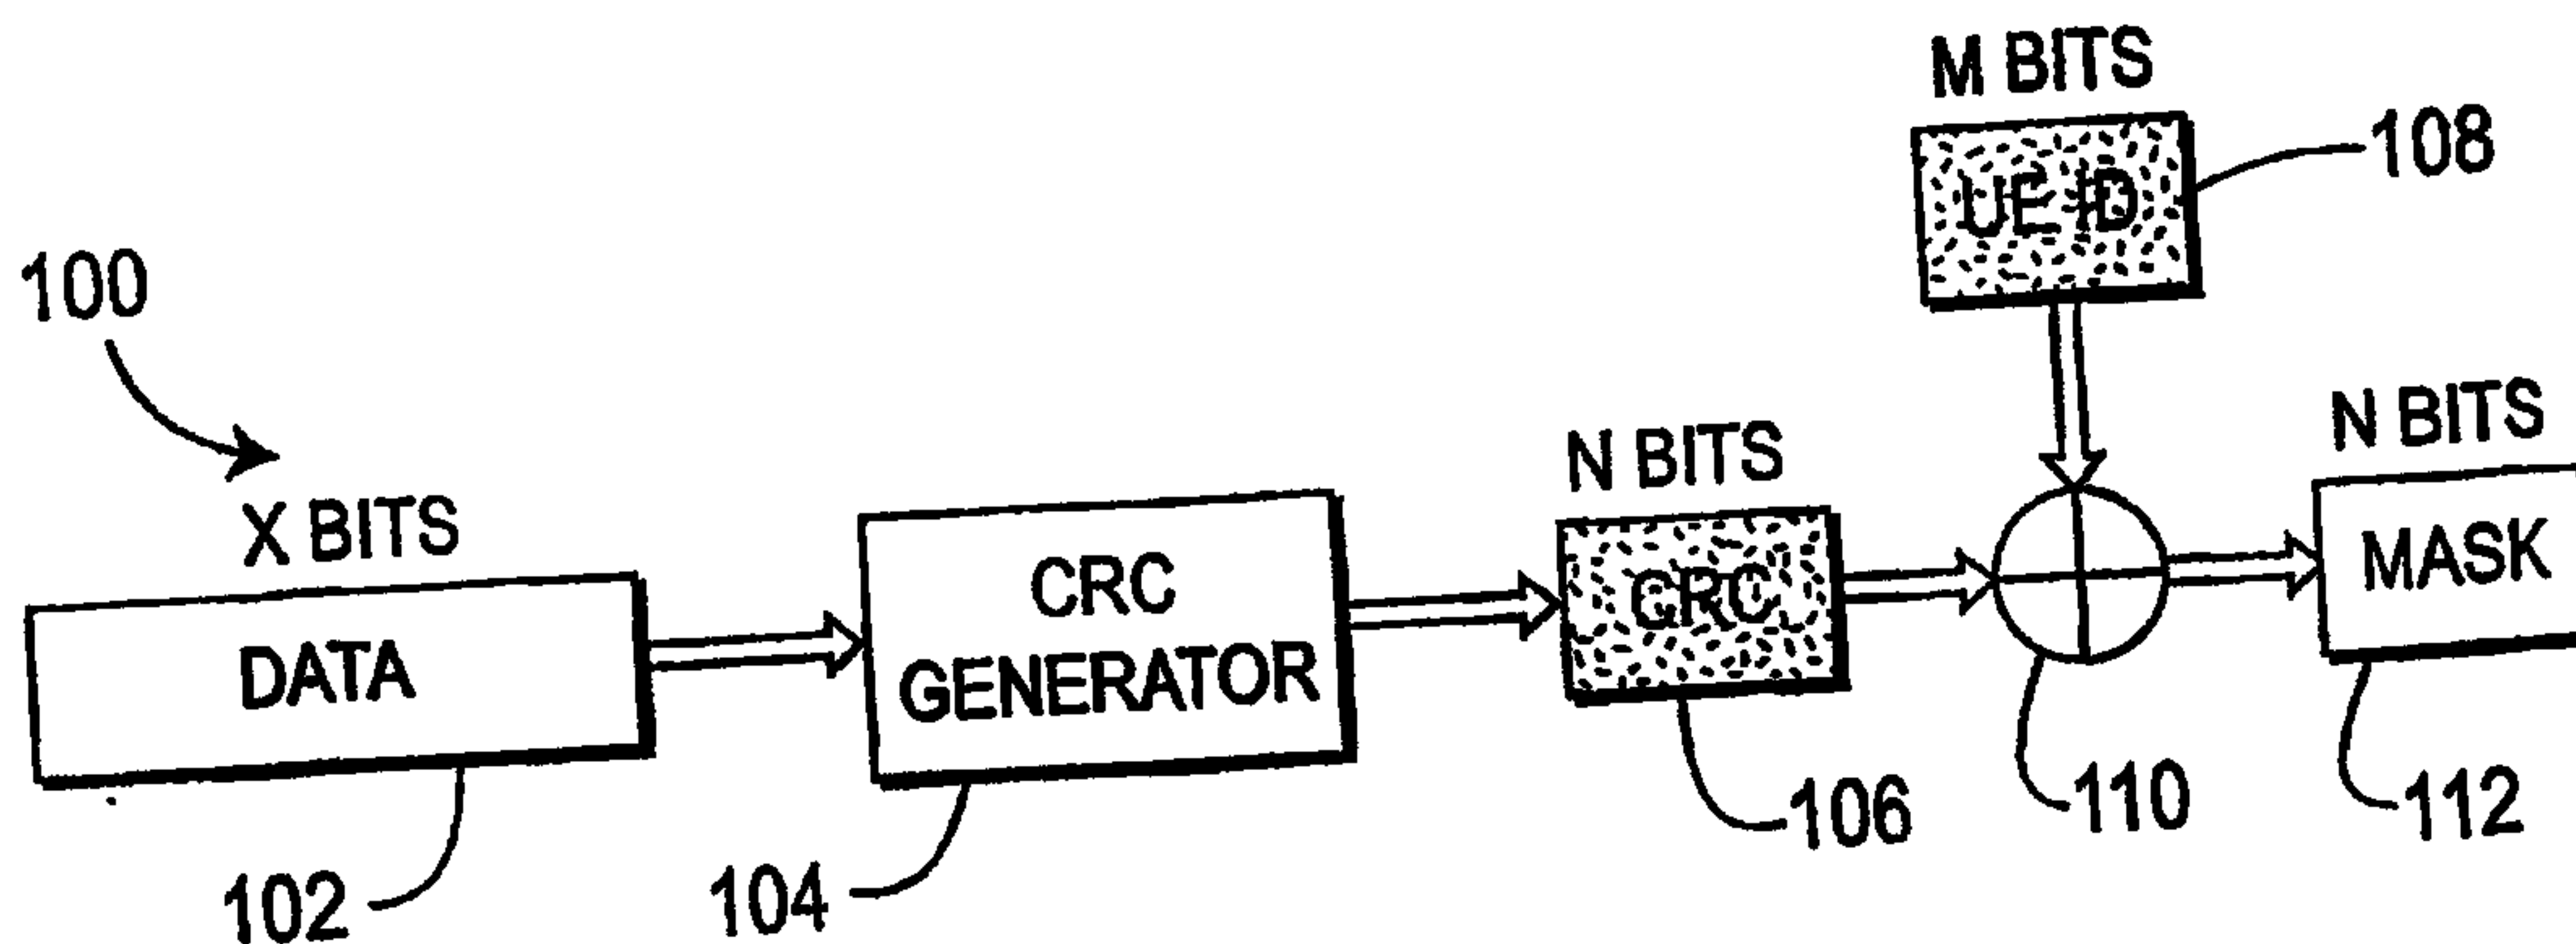 M BITS
UE ID
108
100
X BITS
DATA
CRC
GENERATOR
N BITS
CRC
N BITS
MASK
102
104
106
110
112